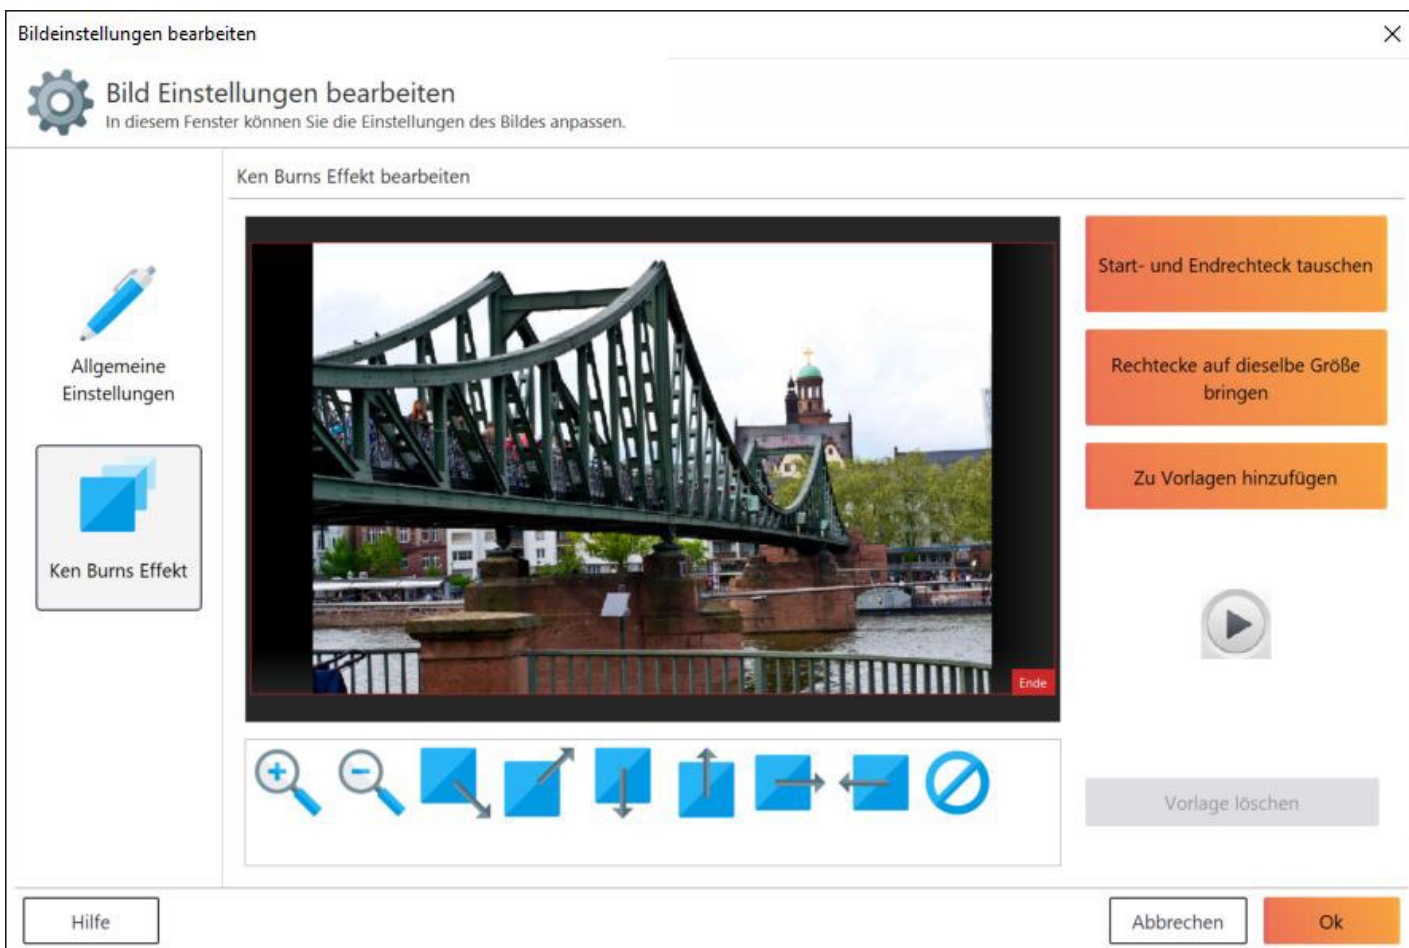 Bildeinstellungen bearbeiten
Bild Einstellungen bearbeiten
In diesem Fenster können Sie die Einstellungen des Bildes anpassen.
Ken Burns Effekt bearbeiten
Allgemeine
Einstellungen
Ken Burns Effekt
Ende
Start- und Endrechteck tauschen
Rechtecke auf dieselbe Größe
bringen
Zu Vorlagen hinzufügen
Vorlage löschen
Hilfe
Abbrechen
Ok